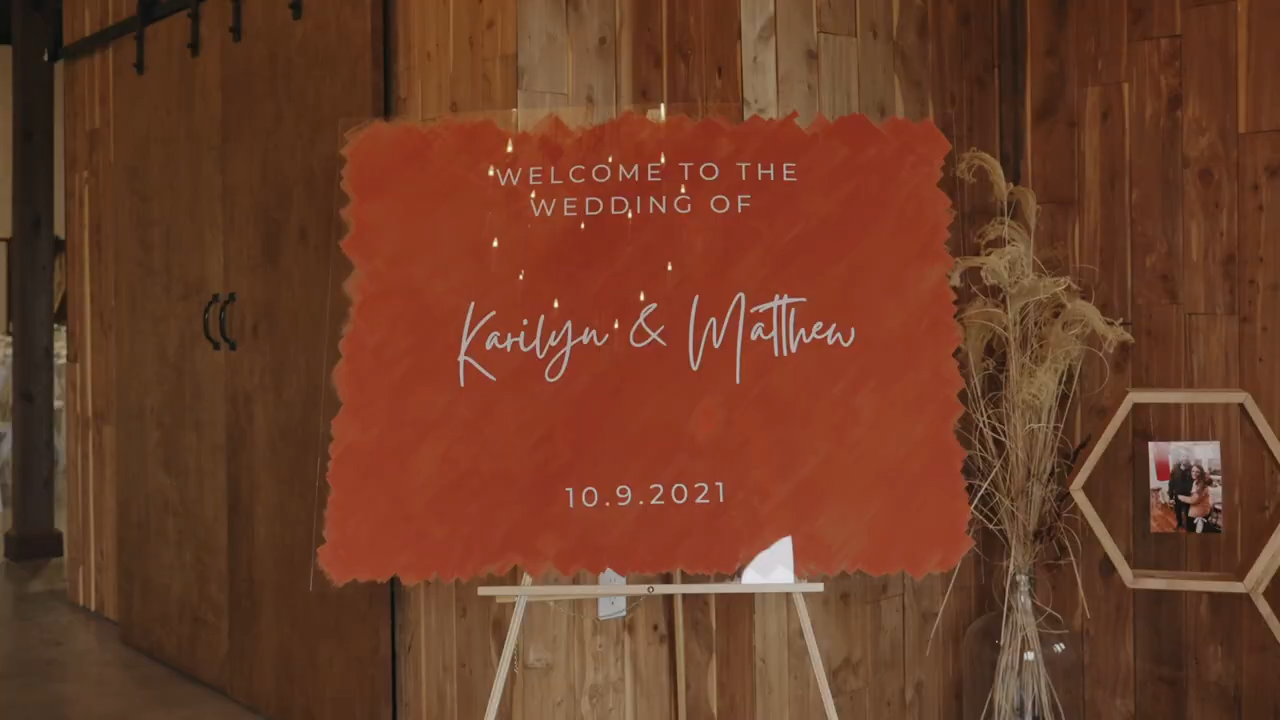 WELCOME TO THE
WEDDING OF
Karilyn & Matthew
10.9.2021